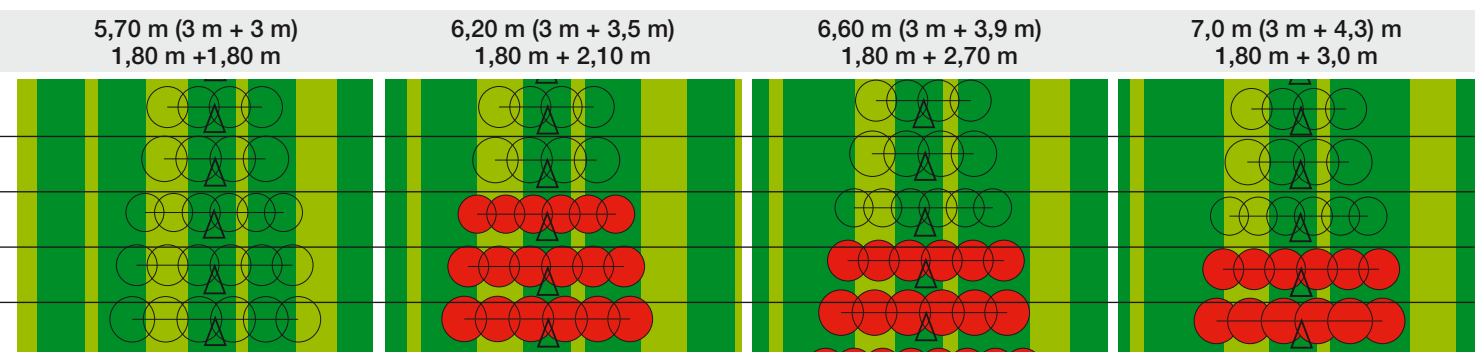 5,70 m (3 m + 3 m)
1,80 m +1,80 m
6,20 m (3 m + 3,5 m)
1,80 m + 2,10 m
6,60 m (3 m + 3,9 m)
1,80 m + 2,70 m
7,0 m (3 m + 4,3) m
1,80 m + 3,0 m